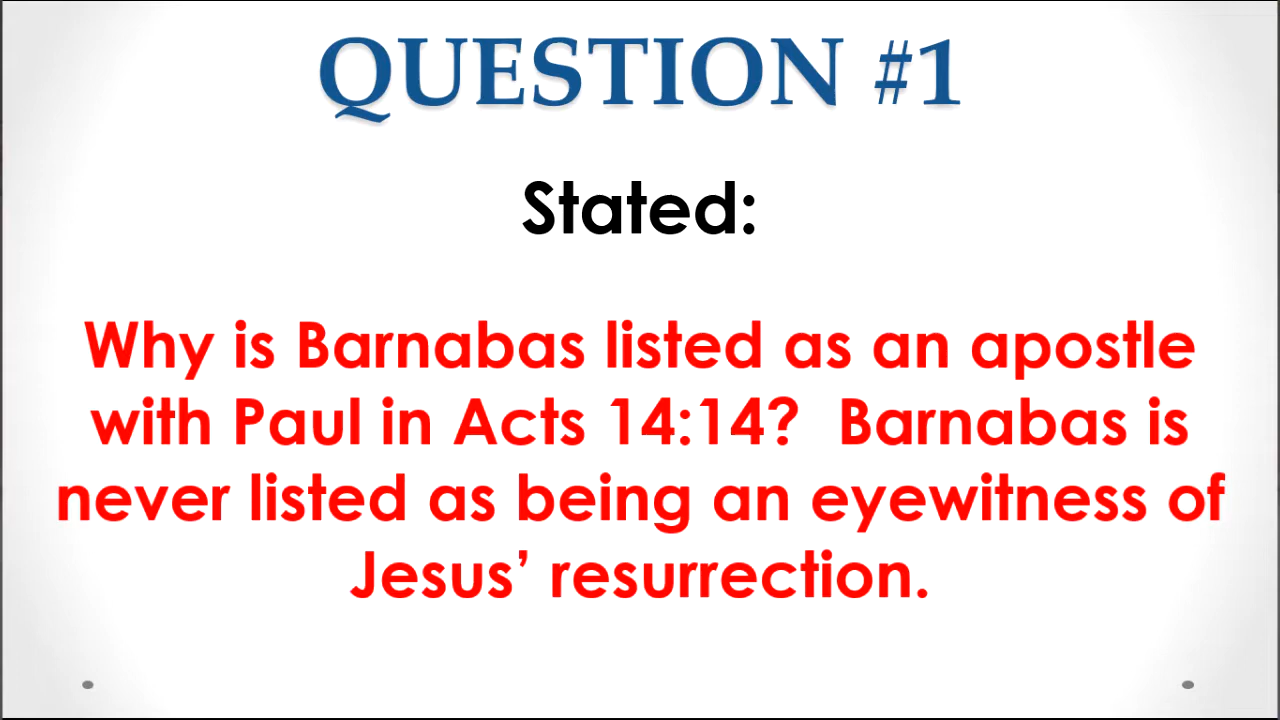 QUESTION #1
Stated:
Why is Barnabas listed as an apostle
with Paul in Acts 14:14?  Barnabas is
never listed as being an eyewitness of
Jesus’ resurrection.